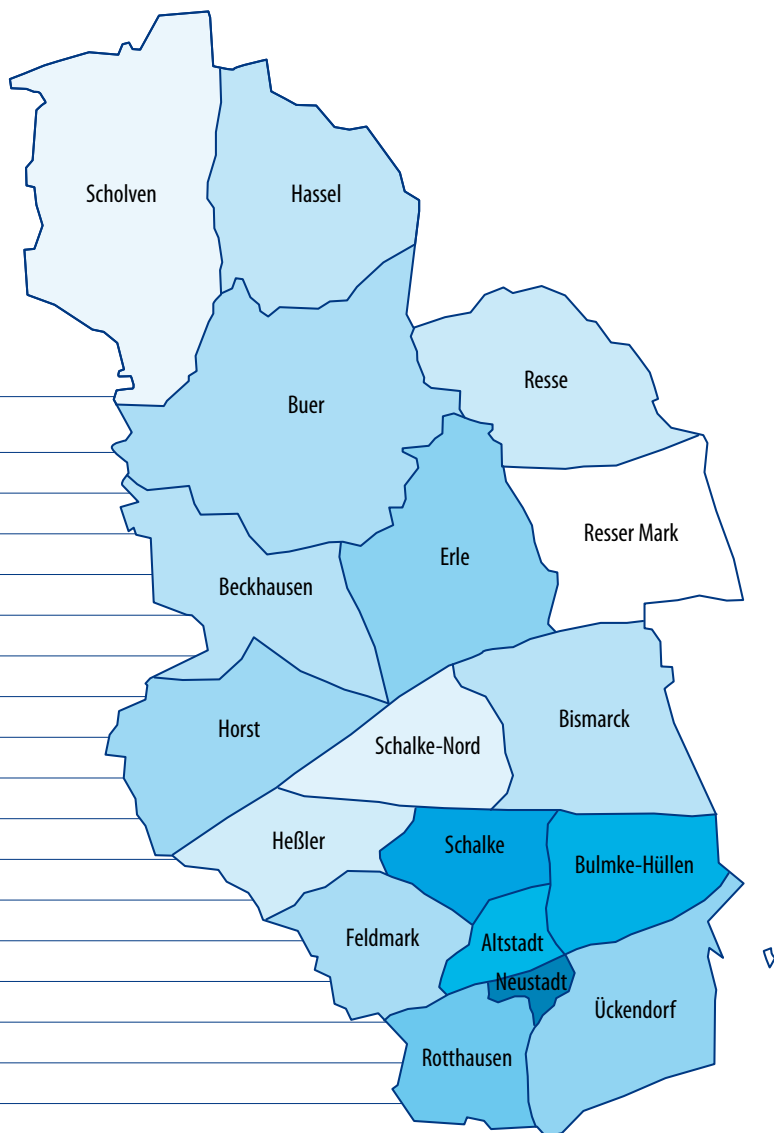 Scholven
Hassel
Resse
Buer
Resser Mark
Erle
Beckhausen
Bismarck
Horst
Schalke-Nord
Heßler
Schalke
Bulmke-Hüllen
Feldmark
Altstadt
Neustadt
Ückendorf
Rotthausen